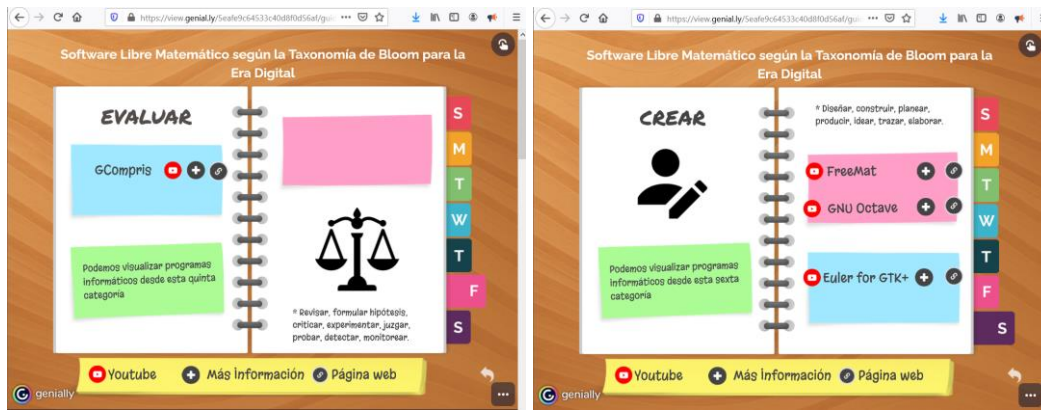 https://view.genial.ly/5eafe9c64533c40d8f0d56af/gui
Software Libre Matemático según la Taxonomía de Bloom para la
Era Digital
EVALUAR
GCompris
Podemos visualizar programas
informáticos desde esta quinta
categoría
* Revisar, formular hipótesis,
criticar, experimentar, juzgar,
probar, detectar, monitorear.
S
M
T
W
T
F
S
Youtube
Más Información
Página web
genially
https://view.genial.ly/5eafe9c64533c40d8f0d56af/gui
Software Libre Matemático según la Taxonomía de Bloom para la
Era Digital
CREAR
* Diseñar, construir, planear,
producir, idear, trazar, elaborar.
FreeMat
GNU Octave
Podemos visualizar programas
informáticos desde esta sexta
categoría
Euler for GTK+
S
M
T
W
T
F
S
Youtube
Más Información
Página web
genially